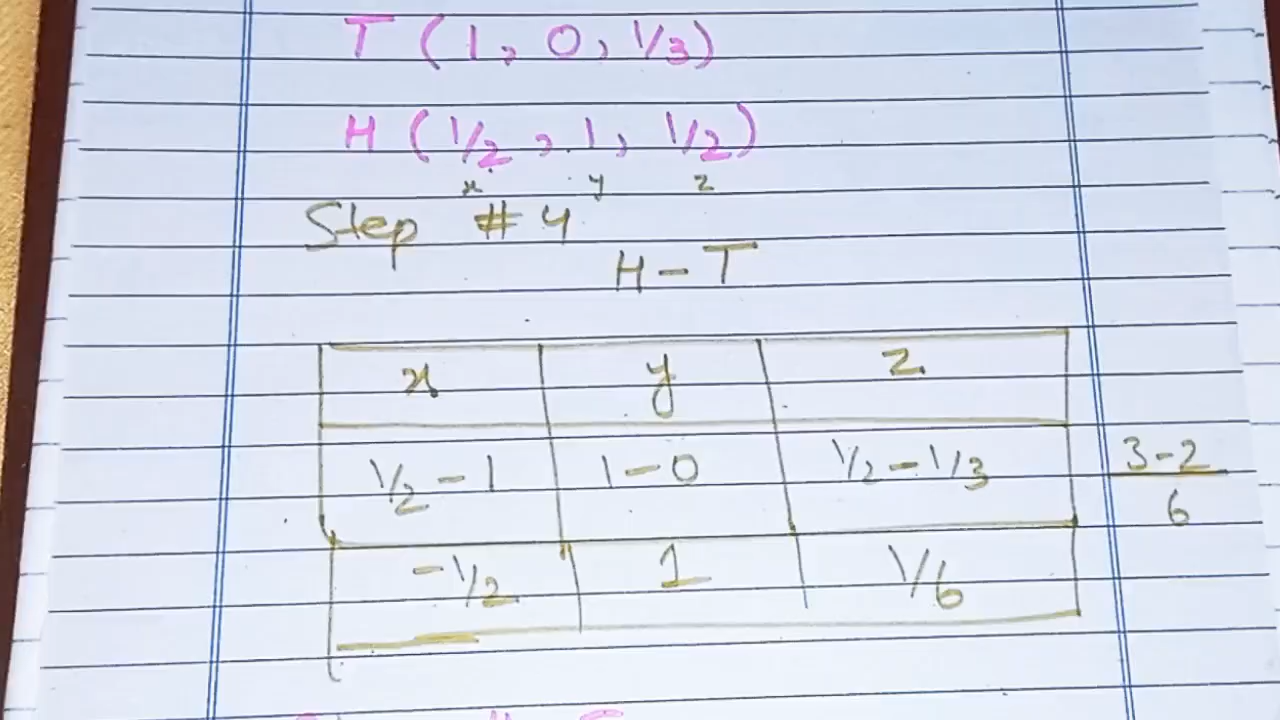 T (1, 0, 1/3)
H (1/2, 1, 1/2)
x y z
Step # 4
H - T
x y z
1/2 - 1 1 - 0 1/2 - 1/3 3 - 2
6
-1/2 1 1/6